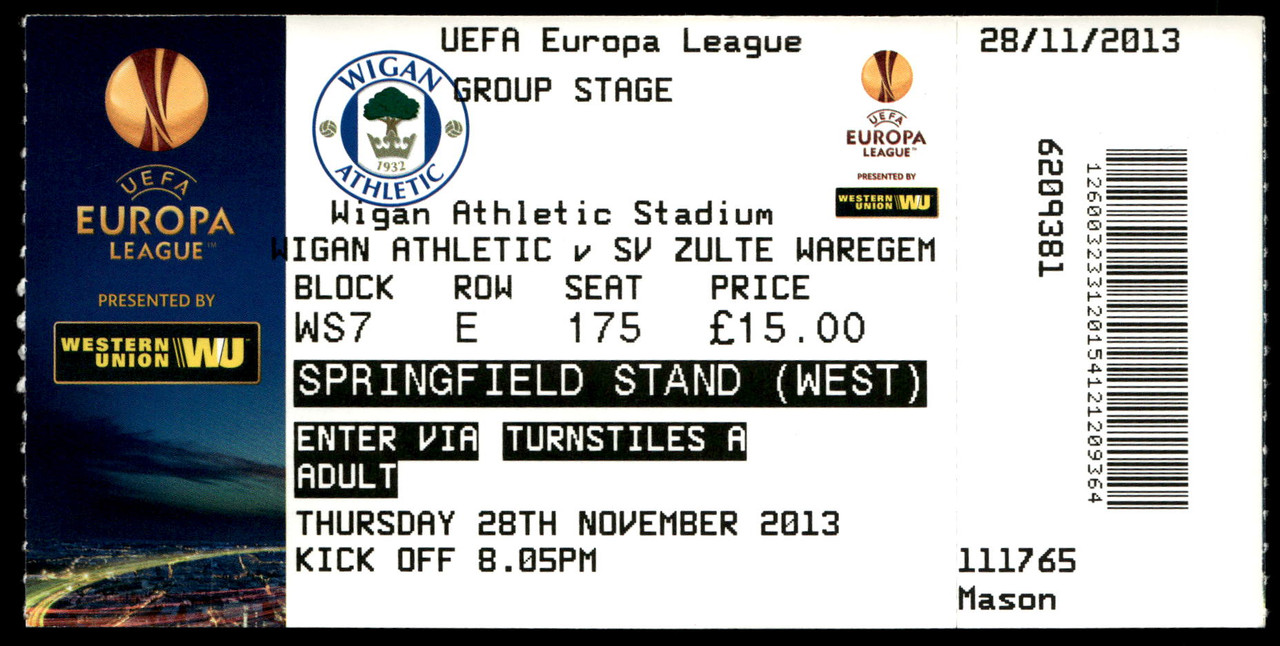 UEFA
EUROPA
LEAGUE™
PRESENTED BY
WESTERN
UNION WU
UEFA Europa League
GROUP STAGE
WIGAN
1932
ATHLETIC
UEFA
EUROPA
LEAGUE™
PRESENTED BY
WESTERN
UNION WU
Wigan Athletic Stadium
WIGAN ATHLETIC v SV ZULTE WAREGEM
BLOCK ROW SEAT PRICE
WS7 E 175 £15.00
SPRINGFIELD STAND (WEST)
ENTER VIA TURNSTILES A
ADULT
THURSDAY 28TH NOVEMBER 2013
KICK OFF 8.05PM
28/11/2013
6209381
126003233120154121209364
111765
Mason